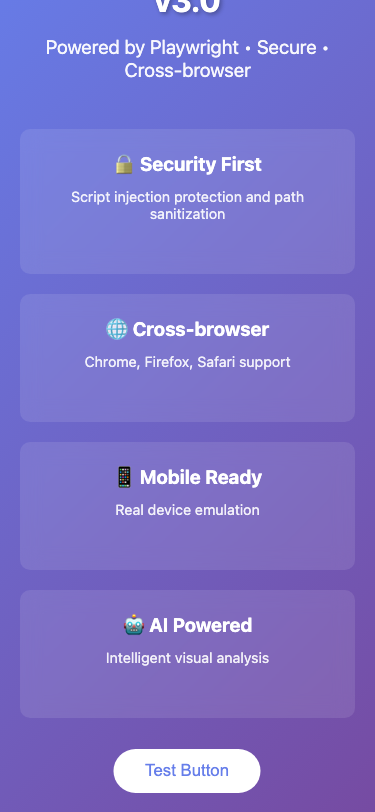 v3.0
Powered by Playwright • Secure •
Cross-browser
🔒 Security First
Script injection protection and path
sanitization
🌐 Cross-browser
Chrome, Firefox, Safari support
📱 Mobile Ready
Real device emulation
🤖 AI Powered
Intelligent visual analysis
Test Button